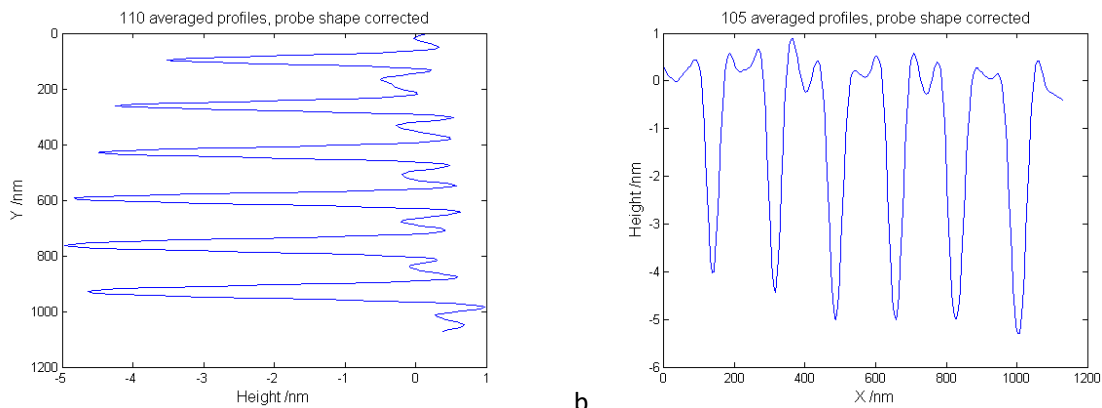 110 averaged profiles, probe shape corrected
0
200
400
600
800
1000
1200
Y /nm
-5 -4 -3 -2 -1 0 1
Height /nm
b
105 averaged profiles, probe shape corrected
1
0
-1
-2
-3
-4
-5
-6
Height /nm
0 200 400 600 800 1000 1200
X /nm